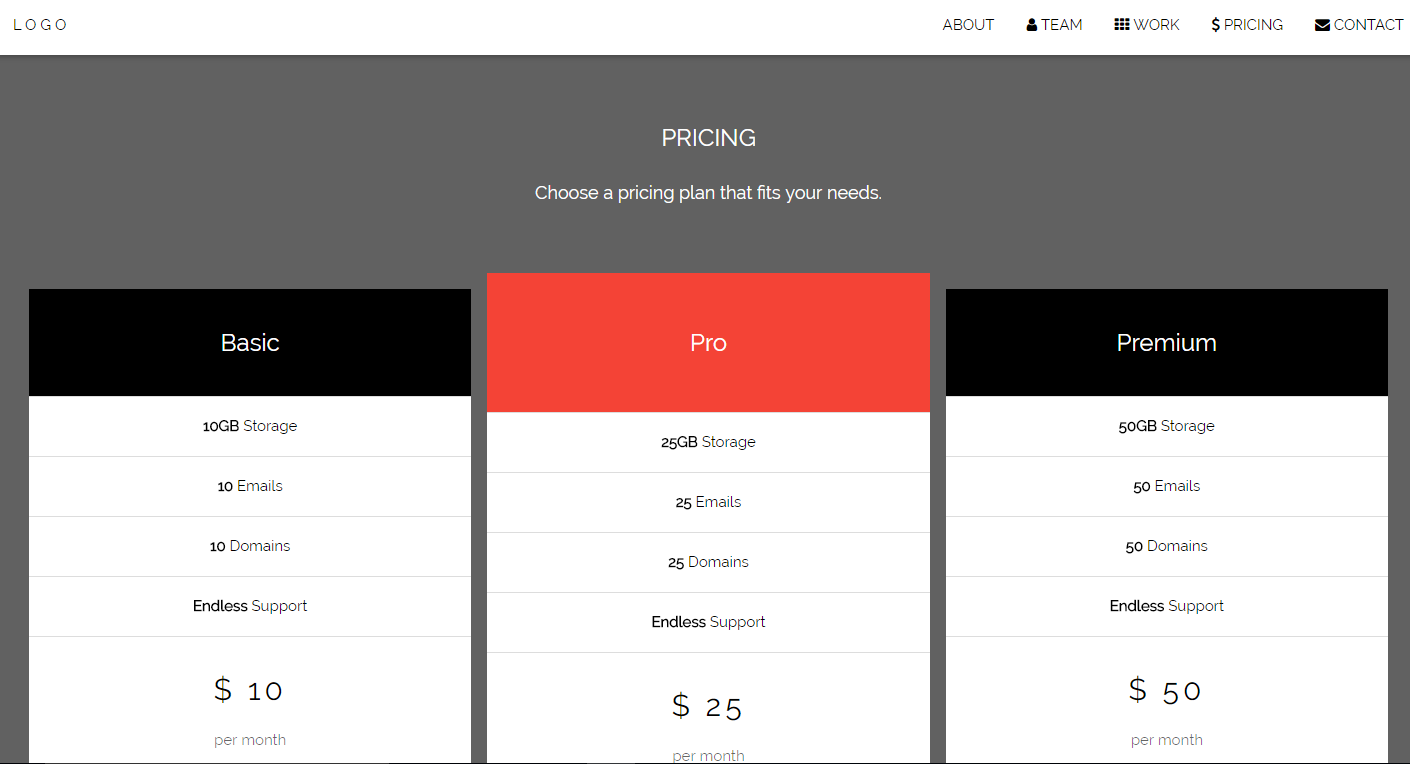 LOGO
ABOUT TEAM WORK $ PRICING CONTACT
PRICING
Choose a pricing plan that fits your needs.
Basic
10GB Storage
10 Emails
10 Domains
Endless Support
$ 10
per month
Pro
25GB Storage
25 Emails
25 Domains
Endless Support
$ 25
per month
Premium
50GB Storage
50 Emails
50 Domains
Endless Support
$ 50
per month